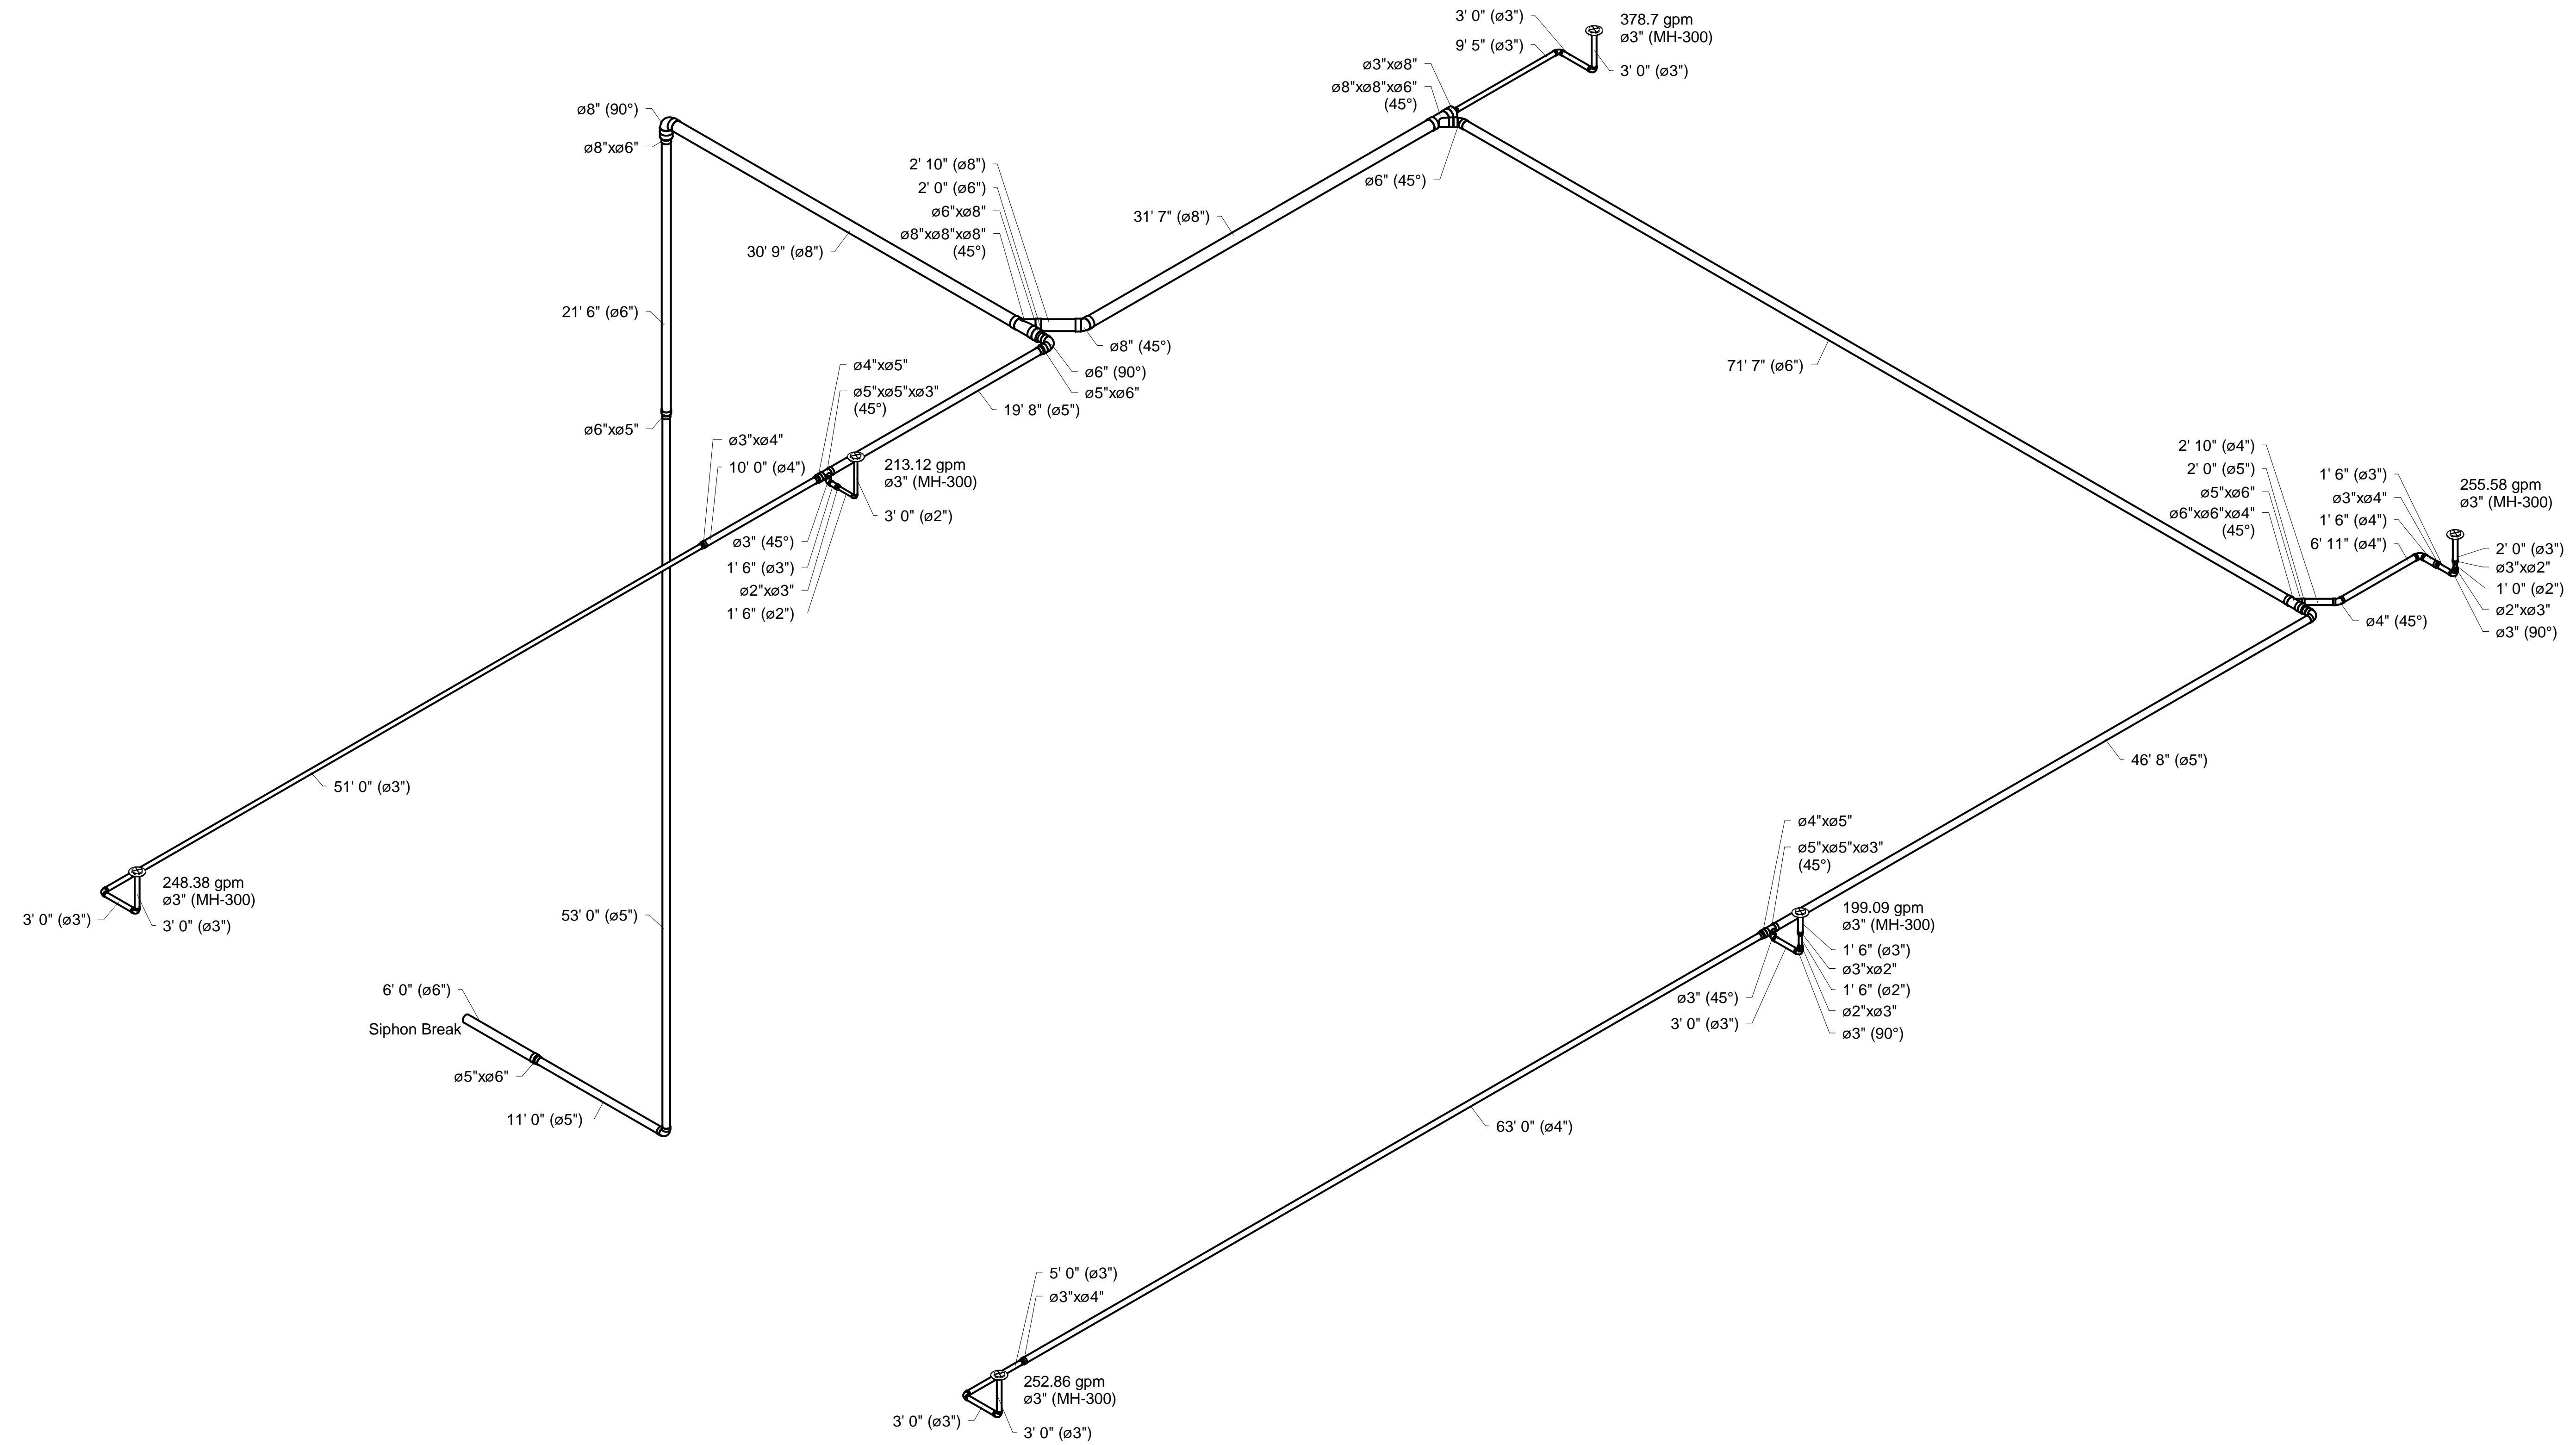 3' 0" (ø3")
9' 5" (ø3")
378.7 gpm
ø3" (MH-300)
3' 0" (ø3")
ø3"xø8"
ø8"xø8"xø6"
(45°)
ø6" (45°)
ø8" (90°)
ø8"xø6"
2' 10" (ø8")
2' 0" (ø6")
ø6"xø8"
ø8"xø8"xø8"
(45°)
30' 9" (ø8")
31' 7" (ø8")
21' 6" (ø6")
ø8" (45°)
ø6" (90°)
ø5"xø6"
19' 8" (ø5")
71' 7" (ø6")
ø4"xø5"
ø5"xø5"xø3"
(45°)
ø6"xø5"
ø3"xø4"
10' 0" (ø4")
213.12 gpm
ø3" (MH-300)
3' 0" (ø2")
ø3" (45°)
1' 6" (ø3")
ø2"xø3"
1' 6" (ø2")
2' 10" (ø4")
2' 0" (ø5")
ø5"xø6"
ø6"xø6"xø4"
(45°)
1' 6" (ø3")
ø3"xø4"
1' 6" (ø4")
6' 11" (ø4")
255.58 gpm
ø3" (MH-300)
2' 0" (ø3")
ø3"xø2"
1' 0" (ø2")
ø2"xø3"
ø3" (90°)
ø4" (45°)
46' 8" (ø5")
51' 0" (ø3")
248.38 gpm
ø3" (MH-300)
3' 0" (ø3")
3' 0" (ø3")
53' 0" (ø5")
6' 0" (ø6")
Siphon Break
ø5"xø6"
11' 0" (ø5")
ø4"xø5"
ø5"xø5"xø3"
(45°)
199.09 gpm
ø3" (MH-300)
1' 6" (ø3")
ø3"xø2"
1' 6" (ø2")
ø2"xø3"
ø3" (90°)
ø3" (45°)
3' 0" (ø3")
63' 0" (ø4")
5' 0" (ø3")
ø3"xø4"
252.86 gpm
ø3" (MH-300)
3' 0" (ø3")
3' 0" (ø3")